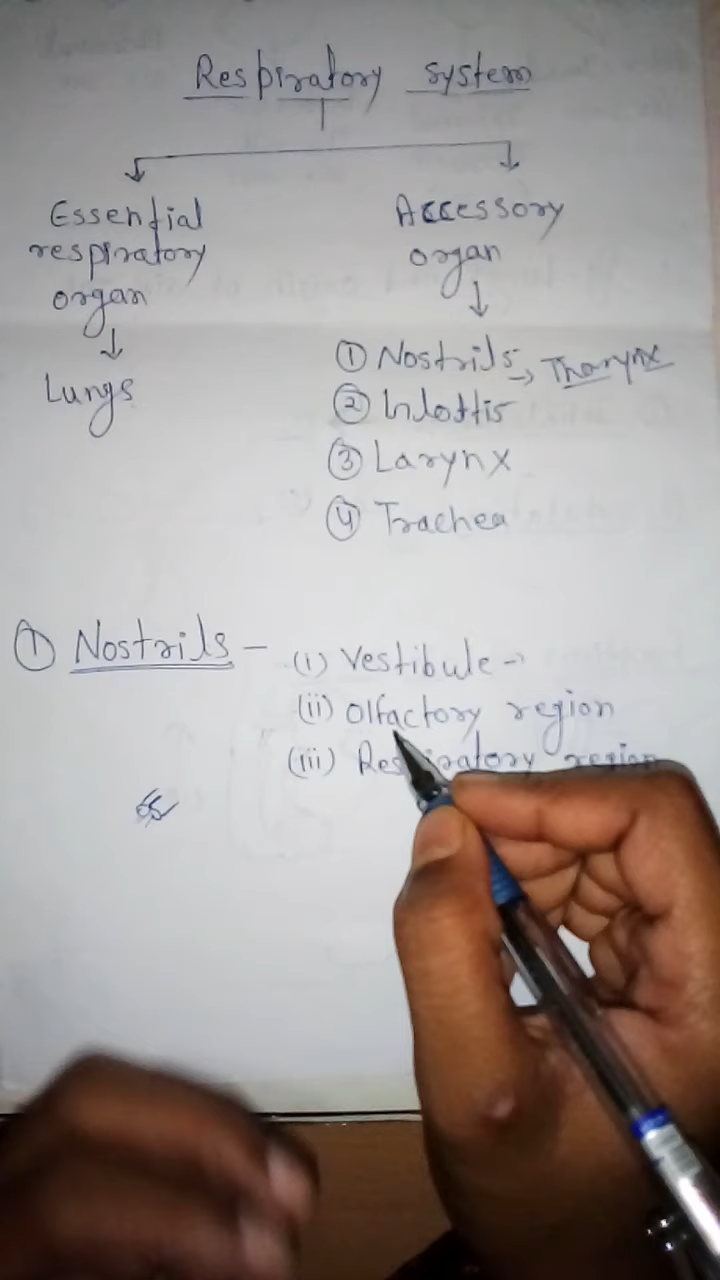 Respiratory system
Essential
respiratory
organ
Lungs
Accessory
organ
① Nostrils
→ Tharynx
② Glottis
③ Larynx
④ Trachea
① Nostrils - (i) Vestibule -
(ii) Olfactory region
(iii) Respiratory region